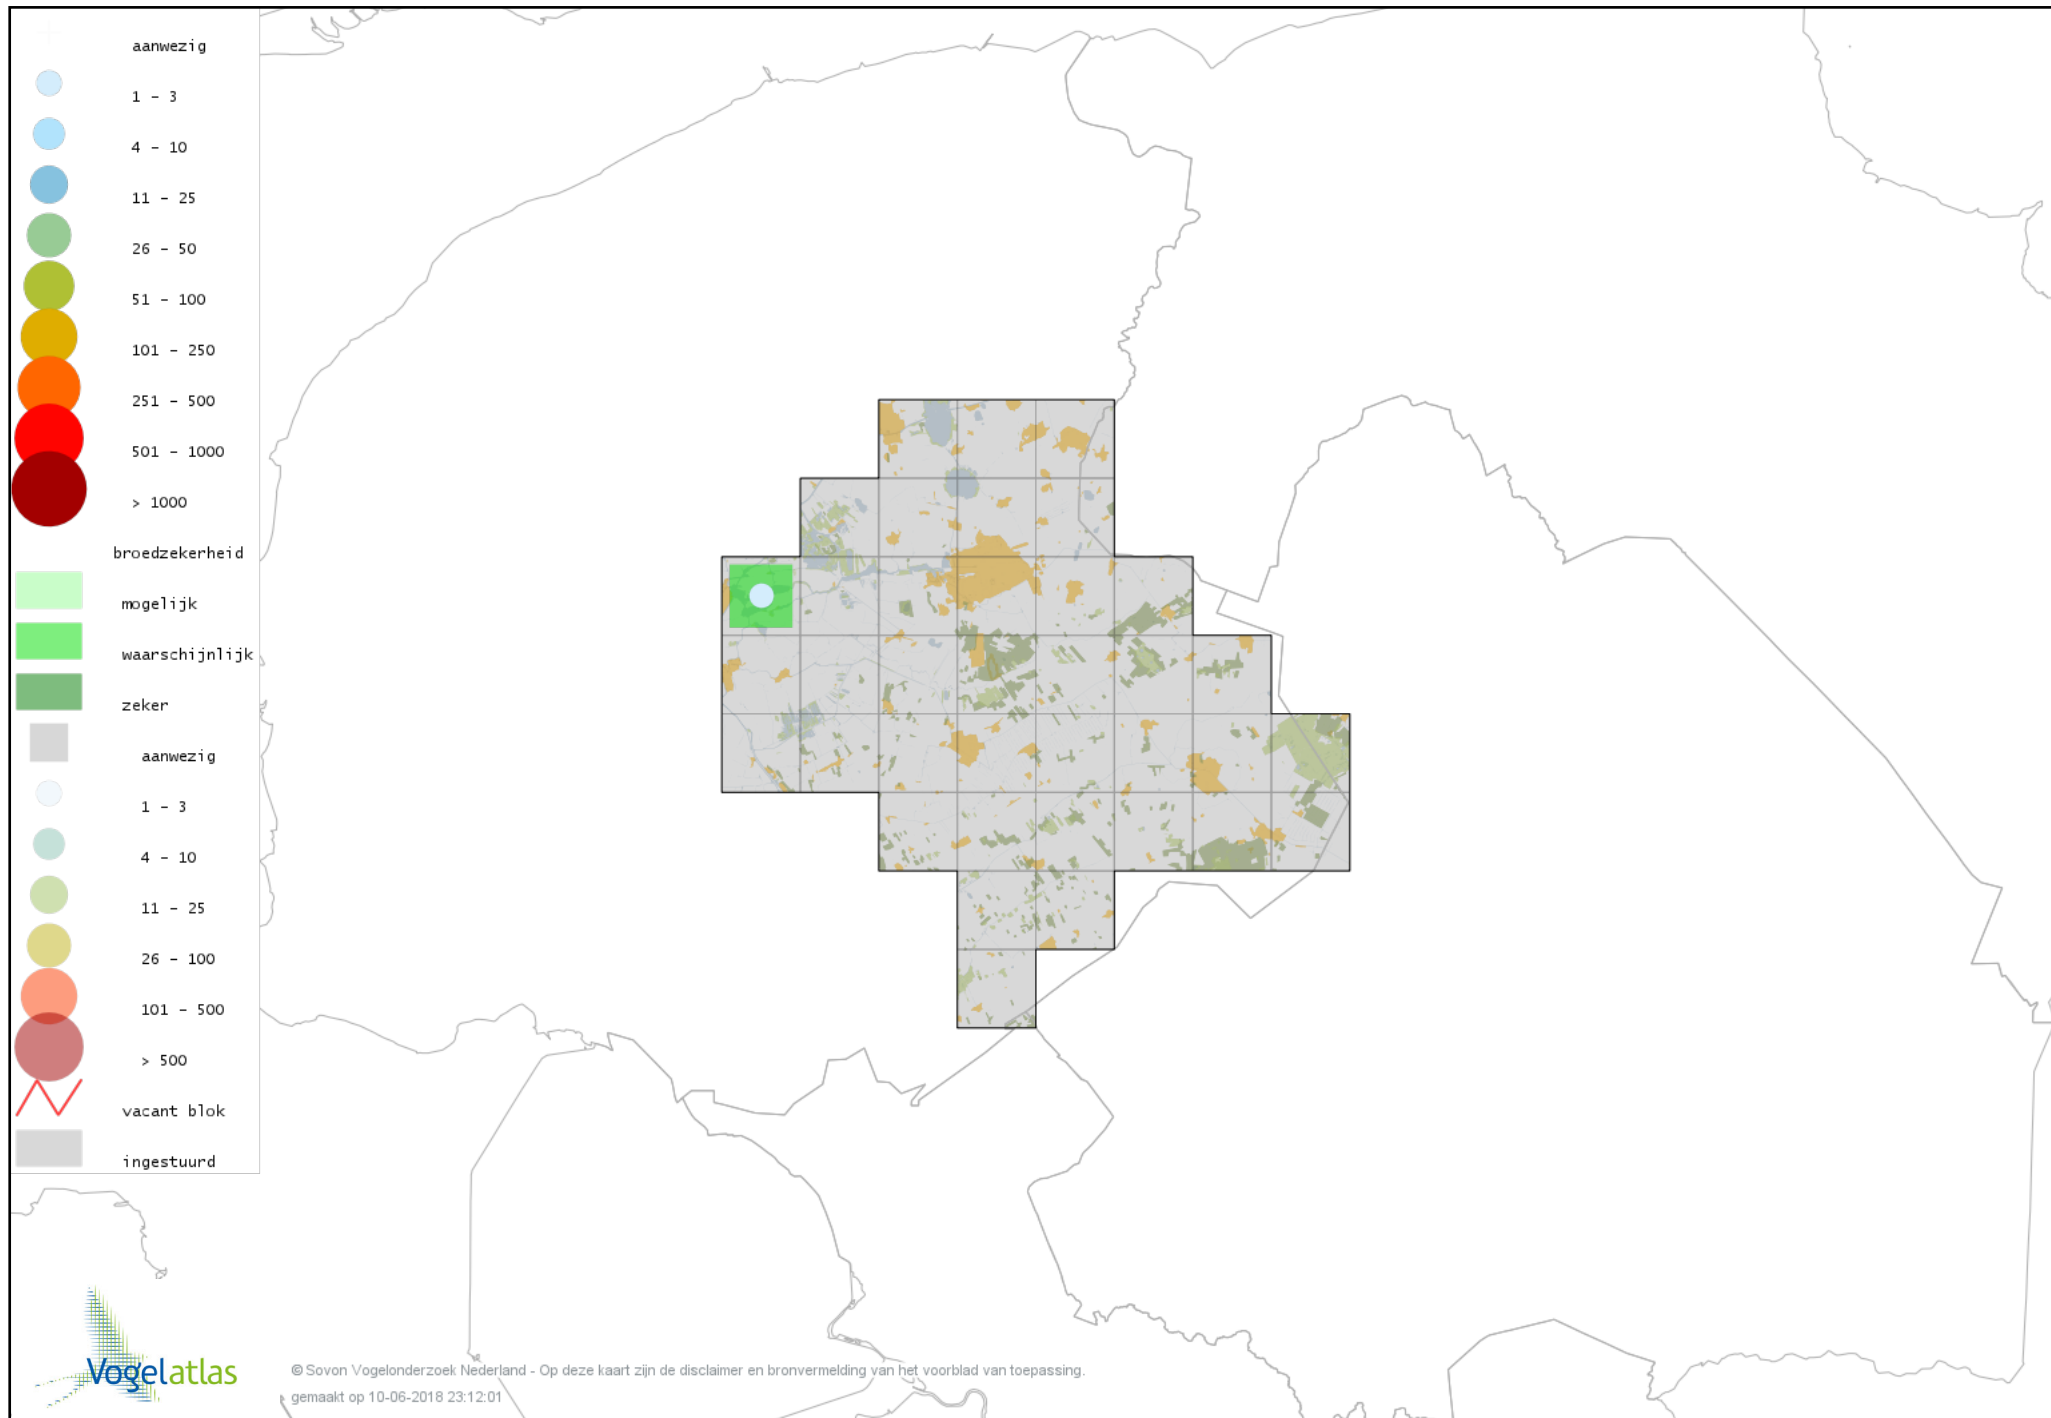 aanwezig
1 - 3
4 - 10
11 - 25
26 - 50
51 - 100
101 - 250
251 - 500
501 - 1000
> 1000
broedzekerheid
mogelijk
waarschijnlijk
zeker
aanwezig
1 - 3
4 - 10
11 - 25
26 - 100
101 - 500
> 500
vacant blok
ingestuurd
Vogelatlas
© Sovon Vogelonderzoek Nederland - Op deze kaart zijn de disclaimer en bronvermelding van het voorblad van toepassing.
gemaakt op 10-06-2018 23:12:01